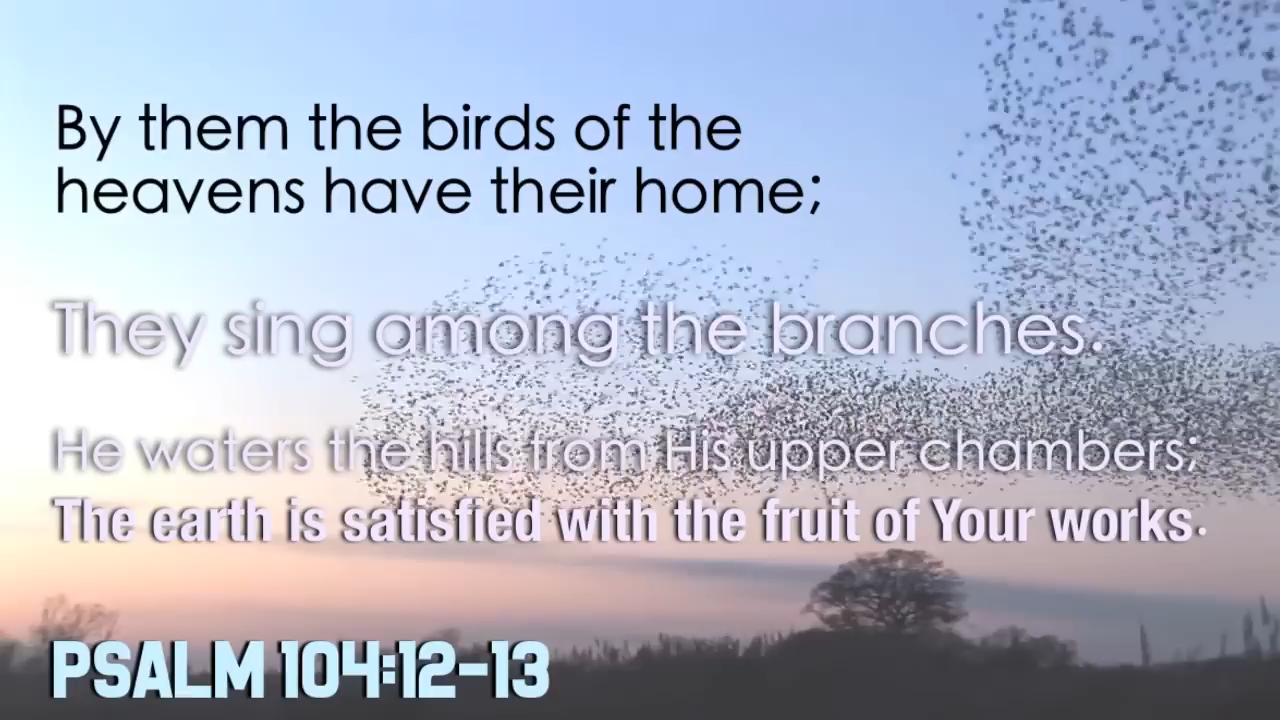 By them the birds of the
heavens have their home;
They sing among the branches.
He waters the hills from His upper chambers;
The earth is satisfied with the fruit of Your works.
PSALM 104:12-13